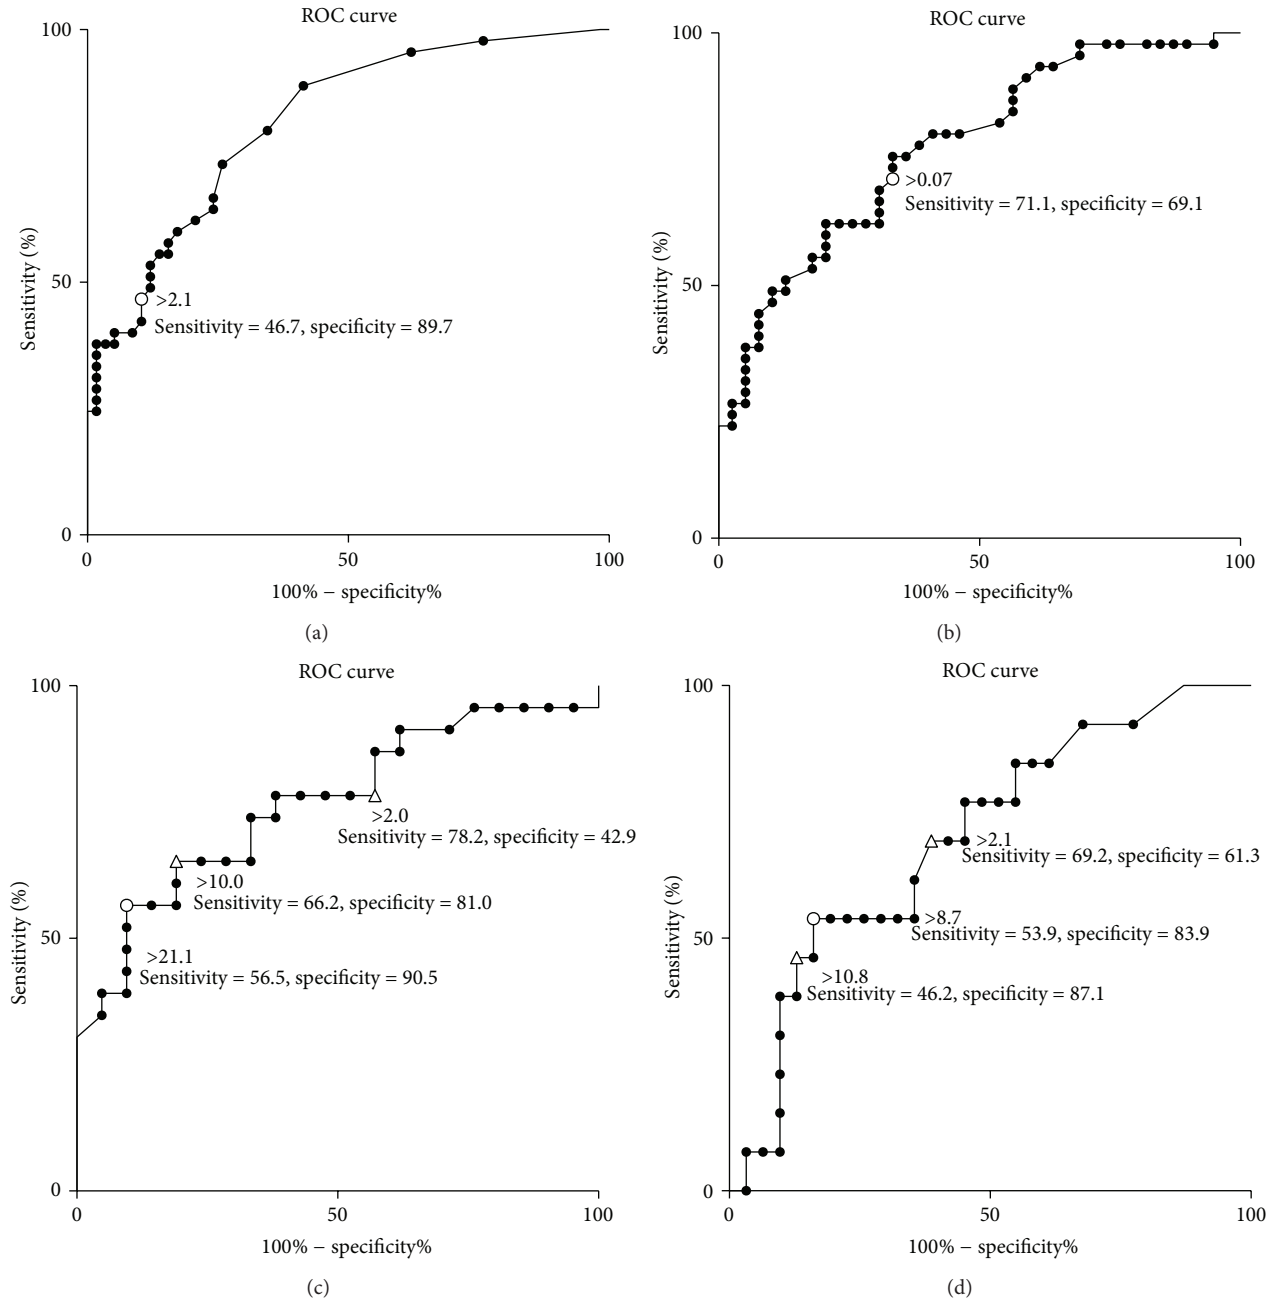 ROC curve
100
50
0
Sensitivity (%)
>2.1
Sensitivity = 46.7, specificity = 89.7
0
50
100
100% − specificity%
(a)
ROC curve
100
50
0
Sensitivity (%)
>0.07
Sensitivity = 71.1, specificity = 69.1
0
50
100
100% − specificity%
(b)
ROC curve
100
50
0
Sensitivity (%)
>2.0
Sensitivity = 78.2, specificity = 42.9
>10.0
Sensitivity = 66.2, specificity = 81.0
>21.1
Sensitivity = 56.5, specificity = 90.5
0
50
100
100% − specificity%
(c)
ROC curve
100
50
0
Sensitivity (%)
>2.1
Sensitivity = 69.2, specificity = 61.3
>8.7
Sensitivity = 53.9, specificity = 83.9
>10.8
Sensitivity = 46.2, specificity = 87.1
0
50
100
100% − specificity%
(d)